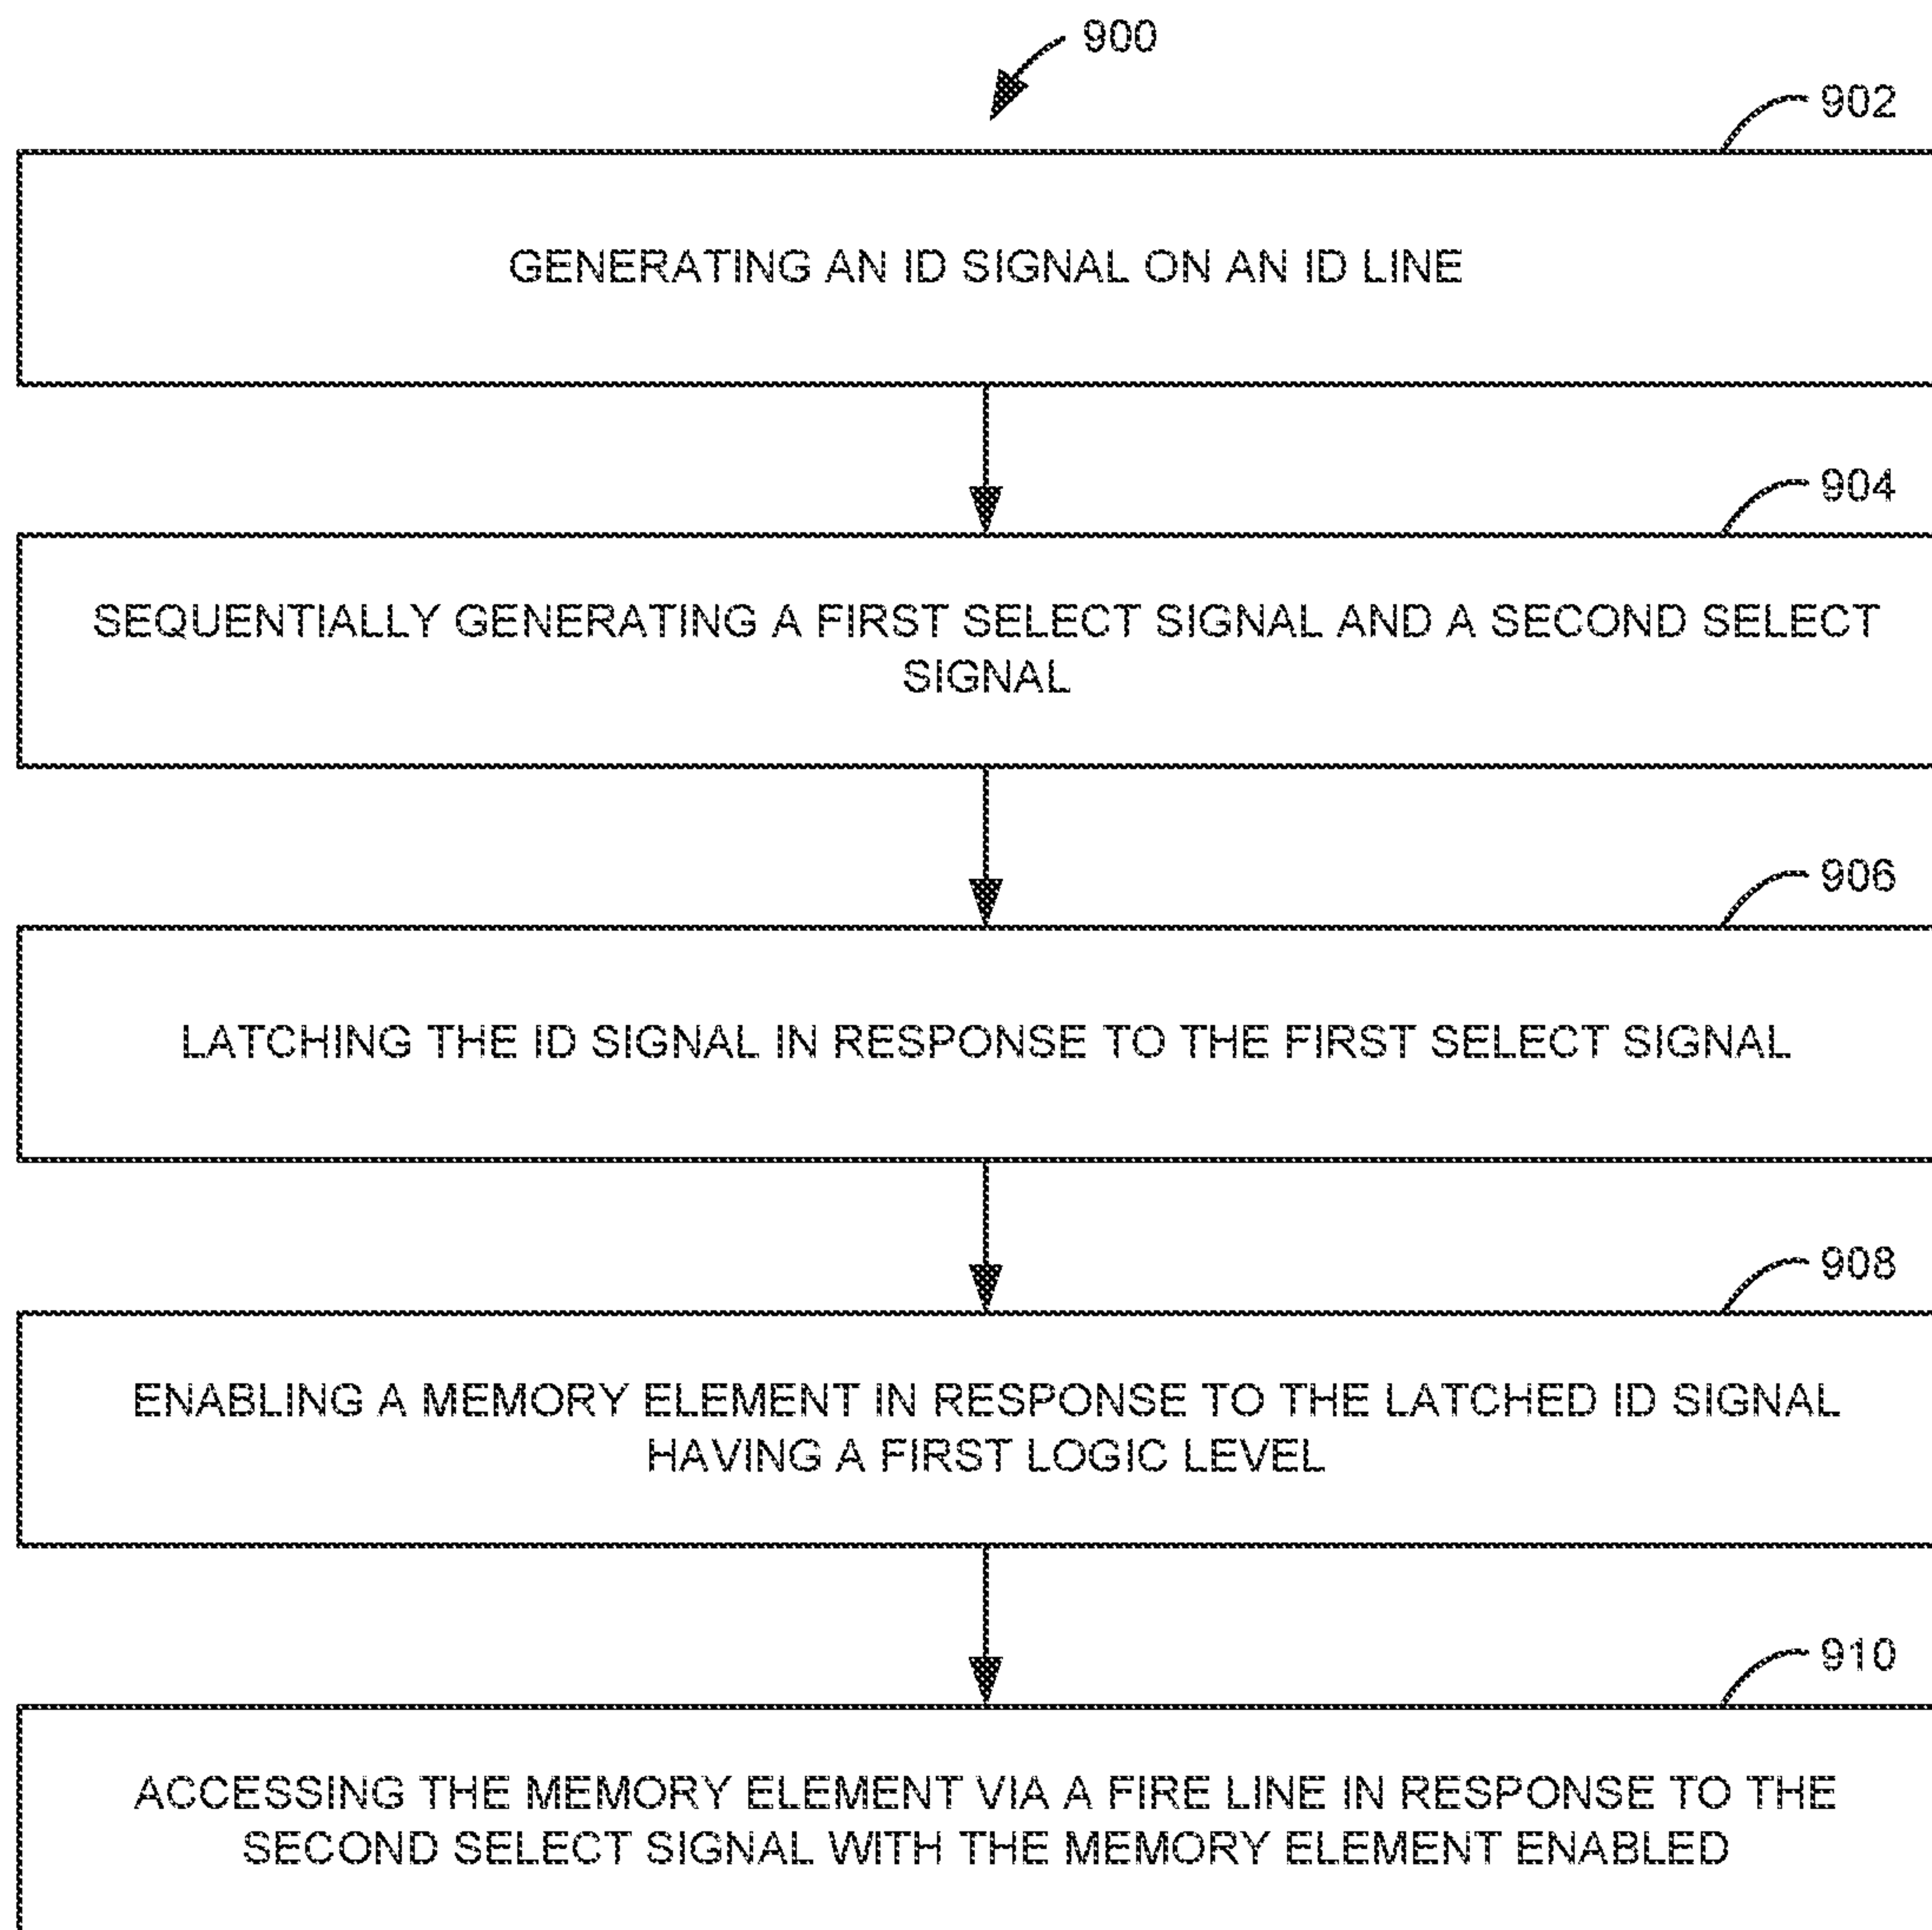 900
902
GENERATING AN ID SIGNAL ON AN ID LINE
904
SEQUENTIALLY GENERATING A FIRST SELECT SIGNAL AND A SECOND SELECT
SIGNAL
906
LATCHING THE ID SIGNAL IN RESPONSE TO THE FIRST SELECT SIGNAL
908
ENABLING A MEMORY ELEMENT IN RESPONSE TO THE LATCHED ID SIGNAL
HAVING A FIRST LOGIC LEVEL
910
ACCESSING THE MEMORY ELEMENT VIA A FIRE LINE IN RESPONSE TO THE
SECOND SELECT SIGNAL WITH THE MEMORY ELEMENT ENABLED